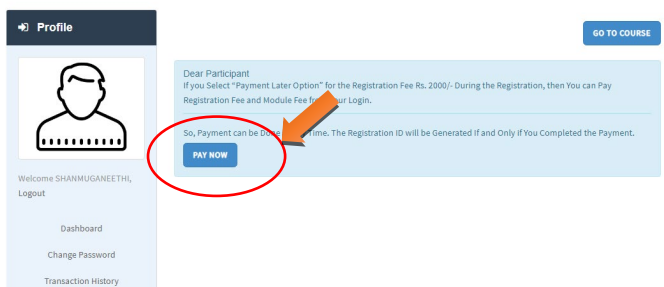 Profile
GO TO COURSE
Dear Participant
If you Select "Payment Later Option" for the Registration Fee Rs. 2000/- During the Registration, then You can Pay
Registration Fee and Module Fee ur Login.
So, Payment can be Done Time. The Registration ID will be Generated If and Only if You Completed the Payment.
PAY NOW
Welcome SHANMUGANEETHI,
Logout
Dashboard
Change Password
Transaction History